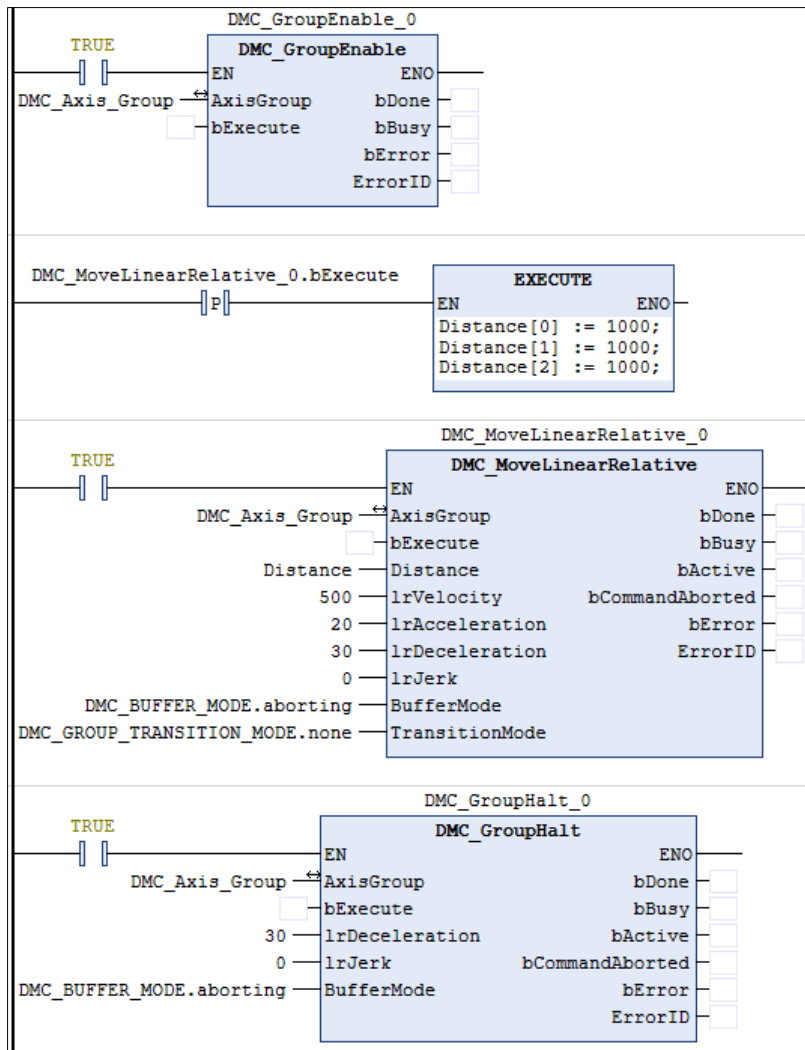 DMC_GroupEnable_0
TRUE
DMC_GroupEnable
EN ENO
DMC_Axis_Group AxisGroup bDone
bExecute bBusy
bError
ErrorID
DMC_MoveLinearRelative_0.bExecute
EXECUTE
P
EN ENO
Distance[0] := 1000;
Distance[1] := 1000;
Distance[2] := 1000;
DMC_MoveLinearRelative_0
TRUE
DMC_MoveLinearRelative
EN ENO
DMC_Axis_Group AxisGroup bDone
bExecute bBusy
Distance Distance bActive
500 lrVelocity bCommandAborted
20 lrAcceleration bError
30 lrDeceleration ErrorID
0 lrJerk
DMC_BUFFER_MODE.aborting BufferMode
DMC_GROUP_TRANSITION_MODE.none TransitionMode
DMC_GroupHalt_0
TRUE
DMC_GroupHalt
EN ENO
DMC_Axis_Group AxisGroup bDone
bExecute bBusy
30 lrDeceleration bActive
0 lrJerk bCommandAborted
DMC_BUFFER_MODE.aborting BufferMode bError
ErrorID